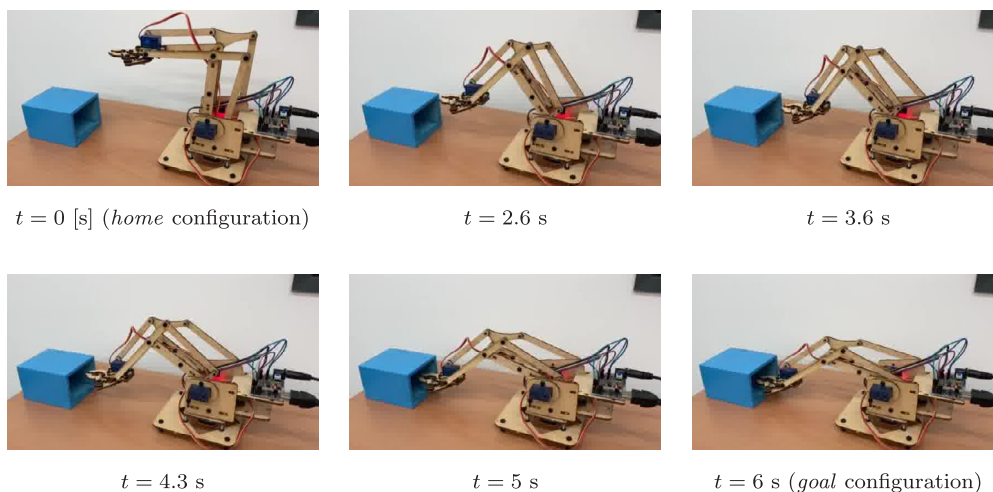 t = 0 [s] (home configuration)
t = 2.6 s
t = 3.6 s
t = 4.3 s
t = 5 s
t = 6 s (goal configuration)